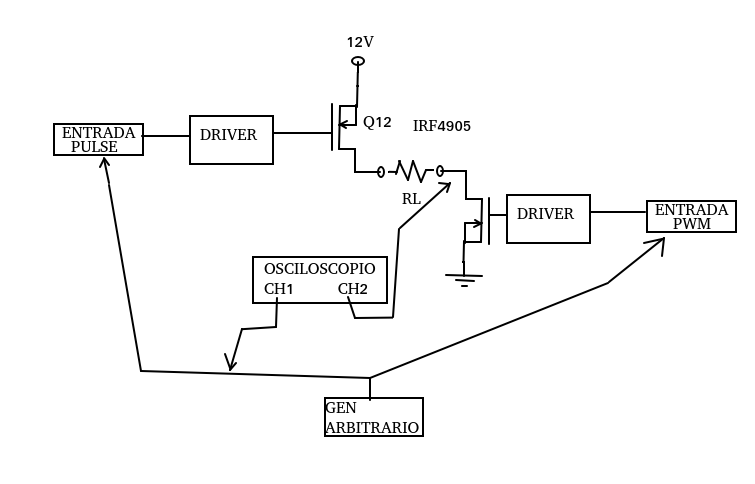 12V
Q12
IRF4905
ENTRADA
PULSE
DRIVER
RL
DRIVER
ENTRADA
PWM
OSCILOSCOPIO
CH1 CH2
GEN
ARBITRARIO